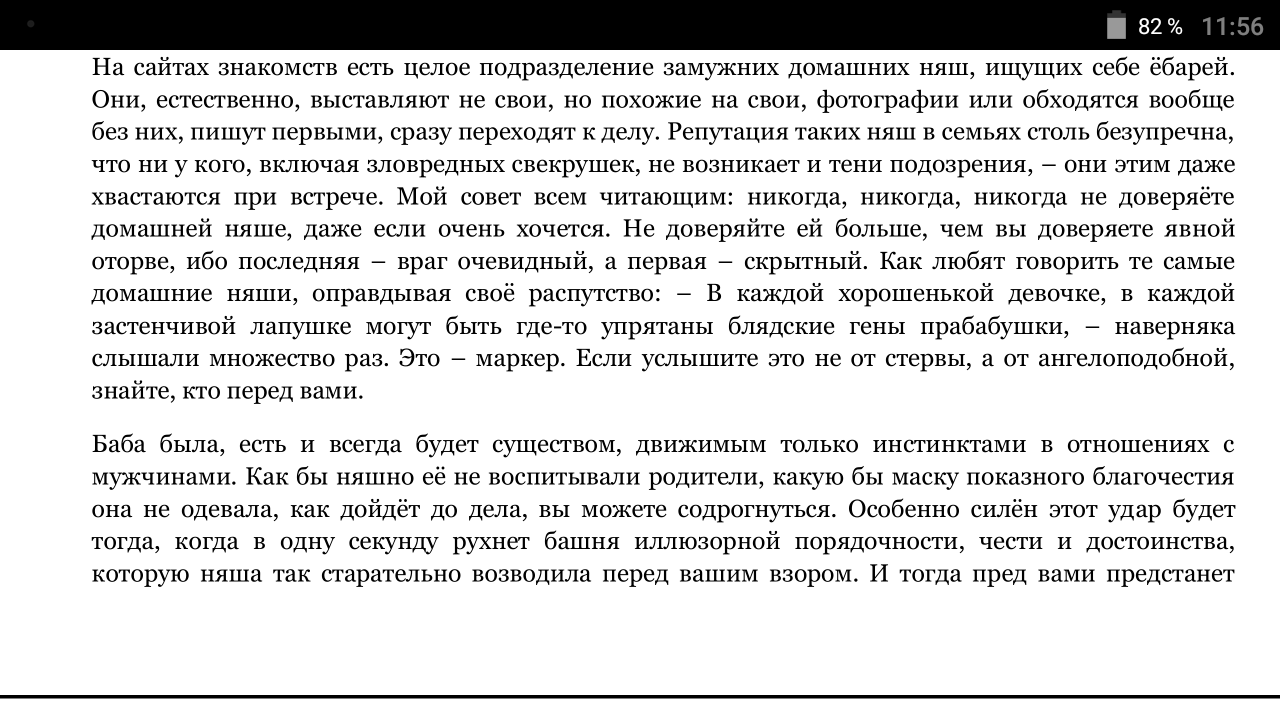 82 % 11:56
На сайтах знакомств есть целое подразделение замужних домашних няш, ищущих себе ёбарей.
Они, естественно, выставляют не свои, но похожие на свои, фотографии или обходятся вообще
без них, пишут первыми, сразу переходят к делу. Репутация таких няш в семьях столь безупречна,
что ни у кого, включая зловредных свекрушек, не возникает и тени подозрения, – они этим даже
хвастаются при встрече. Мой совет всем читающим: никогда, никогда, никогда не доверяёте
домашней няше, даже если очень хочется. Не доверяйте ей больше, чем вы доверяете явной
оторве, ибо последняя – враг очевидный, а первая – скрытный. Как любят говорить те самые
домашние няши, оправдывая своё распутство: – В каждой хорошенькой девочке, в каждой
застенчивой лапушке могут быть где-то упрятаны блядские гены прабабушки, – наверняка
слышали множество раз. Это – маркер. Если услышите это не от стервы, а от ангелоподобной,
знайте, кто перед вами.
Баба была, есть и всегда будет существом, движимым только инстинктами в отношениях с
мужчинами. Как бы няшно её не воспитывали родители, какую бы маску показного благочестия
она не одевала, как дойдёт до дела, вы можете содрогнуться. Особенно силён этот удар будет
тогда, когда в одну секунду рухнет башня иллюзорной порядочности, чести и достоинства,
которую няша так старательно возводила перед вашим взором. И тогда пред вами предстанет